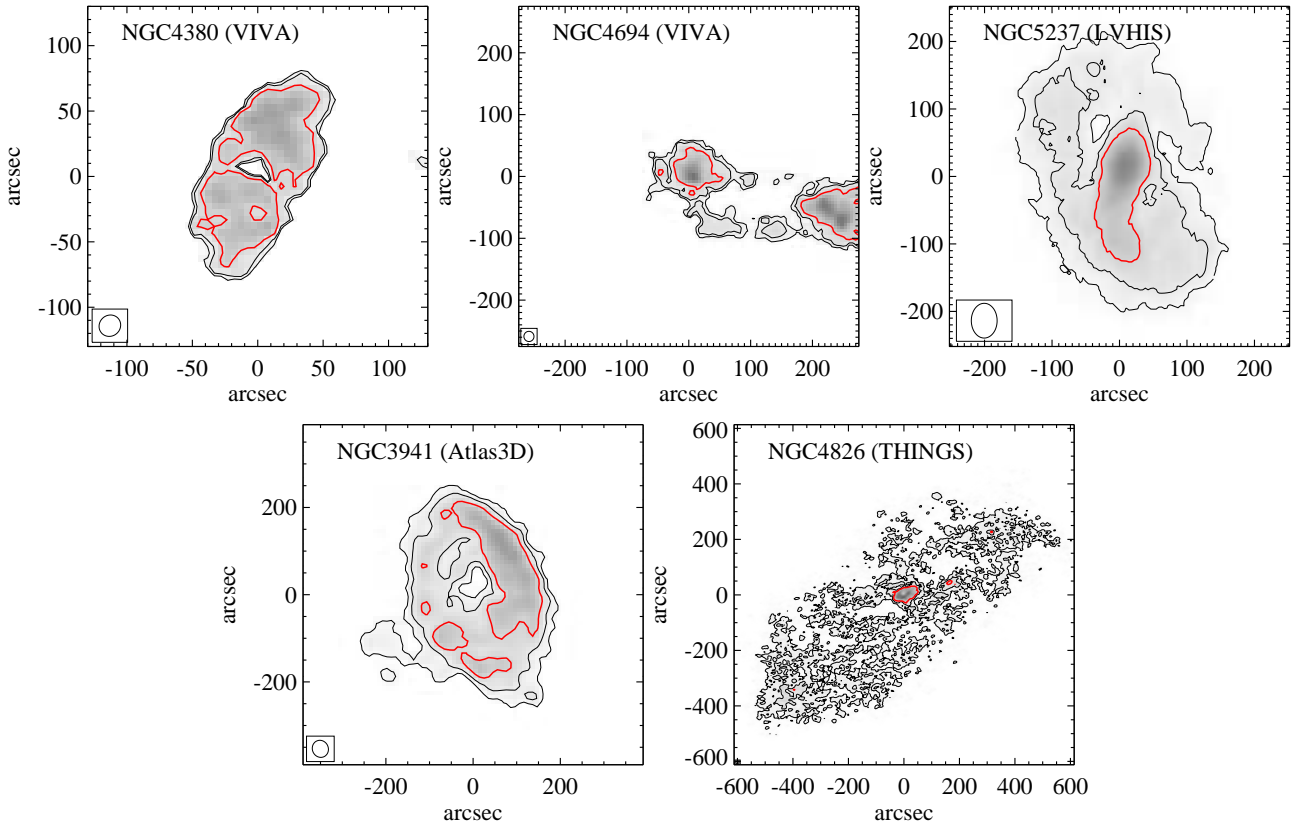 NGC4380 (VIVA)
100
50
0
-50
-100
arcsec
-100 -50 0 50 100
arcsec
NGC4694 (VIVA)
200
100
0
-100
-200
arcsec
-200 -100 0 100 200
arcsec
NGC5237 (LVHIS)
200
100
0
-100
-200
arcsec
-200 -100 0 100 200
arcsec
NGC3941 (Atlas3D)
200
0
-200
arcsec
-200 0 200
arcsec
NGC4826 (THINGS)
600
400
200
0
-200
-400
-600
arcsec
-600 -400 -200 0 200 400 600
arcsec